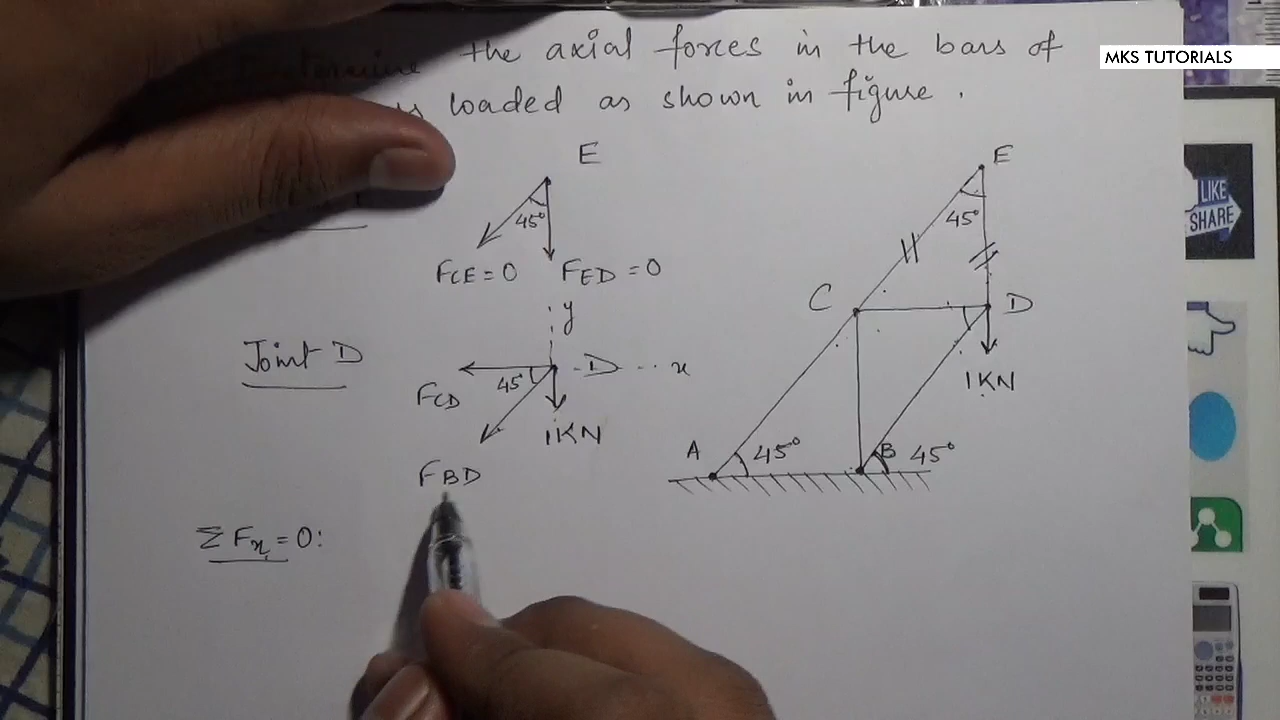 the axial forces in the bars of
loaded as shown in figure.
MKS TUTORIALS
E
45°
FCE = 0 FED = 0
y
Joint D
45° D x
FCD
1KN
FBD
ΣFx = 0:
E
45°
C D
1KN
A 45° B 45°
LIKE
SHARE